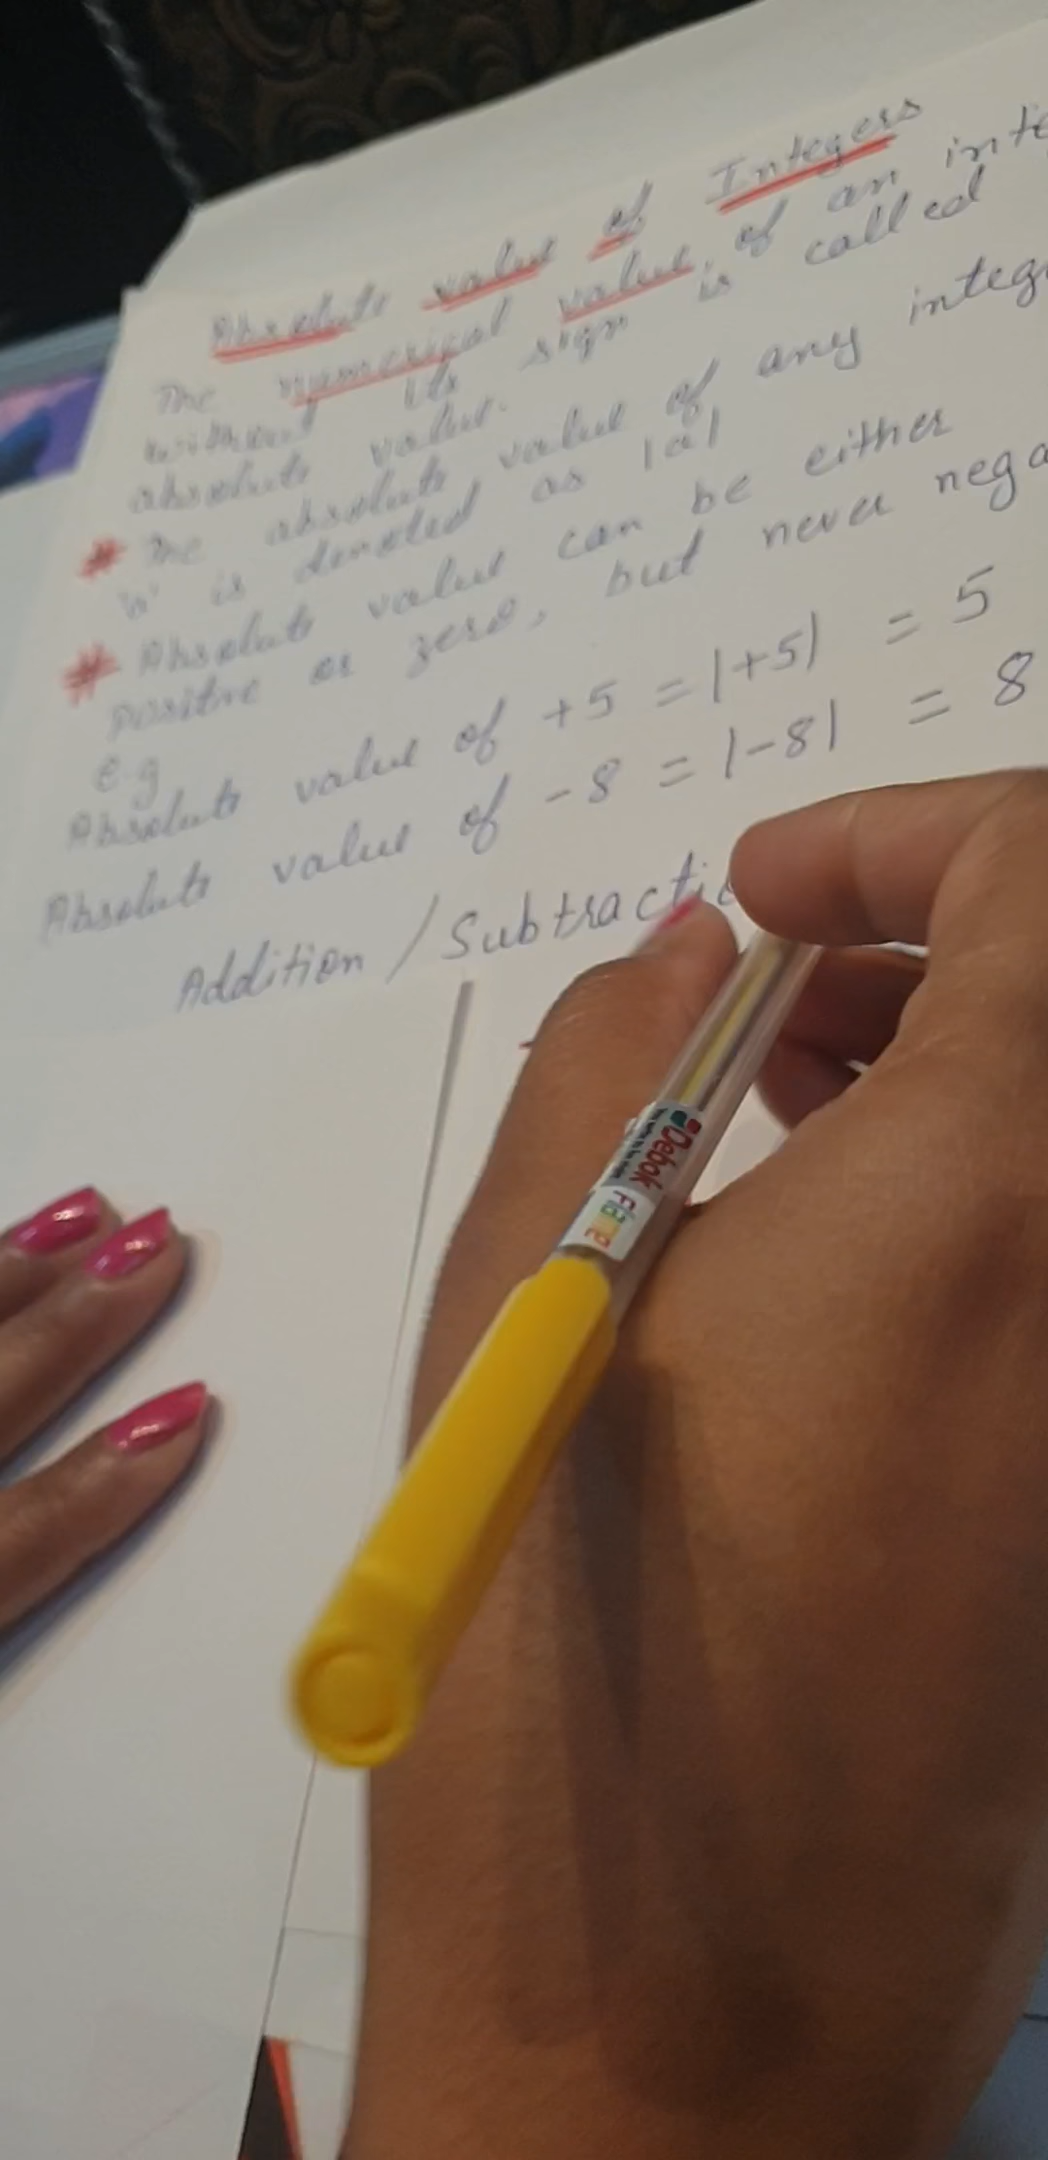 Absolute value of Integers
The numerical value of an inte
without its sign is called
absolute value.
# The absolute value of any integ
'a' is denoted as |a|
# Absolute value can be either
positive or zero, but never nega
e.g
Absolute value of +5 = |+5| = 5
Absolute value of -8 = |-8| = 8
Addition / Subtractio
Debok
Flame